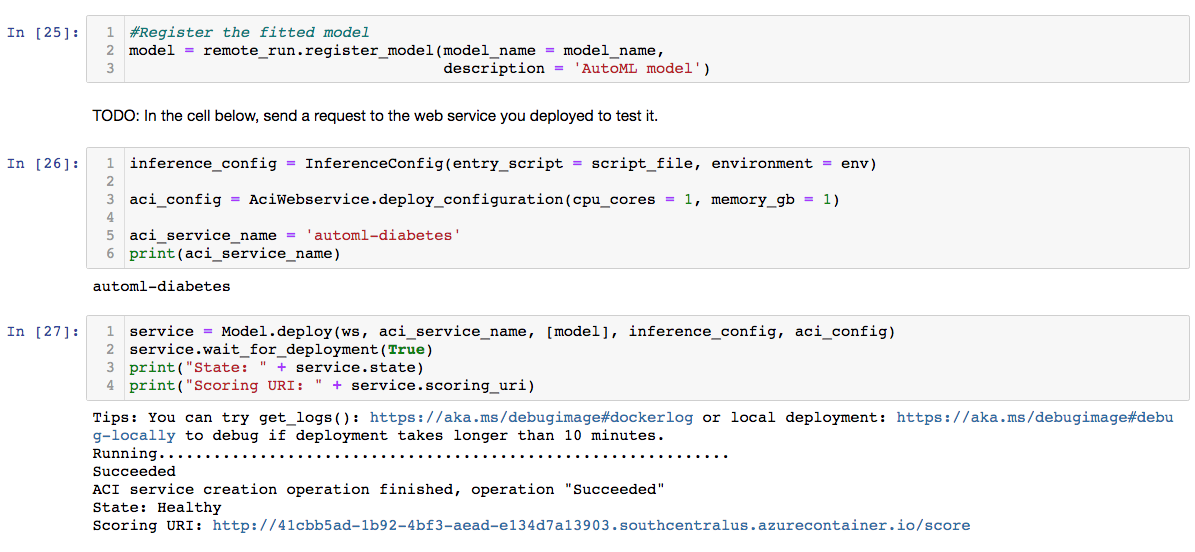 In [25]:
1 #Register the fitted model
2 model = remote_run.register_model(model_name = model_name,
3                                   description = 'AutoML model')
TODO: In the cell below, send a request to the web service you deployed to test it.
In [26]:
1 inference_config = InferenceConfig(entry_script = script_file, environment = env)
2
3 aci_config = AciWebservice.deploy_configuration(cpu_cores = 1, memory_gb = 1)
4
5 aci_service_name = 'automl-diabetes'
6 print(aci_service_name)
automl-diabetes
In [27]:
1 service = Model.deploy(ws, aci_service_name, [model], inference_config, aci_config)
2 service.wait_for_deployment(True)
3 print("State: " + service.state)
4 print("Scoring URI: " + service.scoring_uri)
Tips: You can try get_logs(): https://aka.ms/debugimage#dockerlog or local deployment: https://aka.ms/debugimage#debu
g-locally to debug if deployment takes longer than 10 minutes.
Running..............................................................
Succeeded
ACI service creation operation finished, operation "Succeeded"
State: Healthy
Scoring URI: http://41cbb5ad-1b92-4bf3-aead-e134d7a13903.southcentralus.azurecontainer.io/score